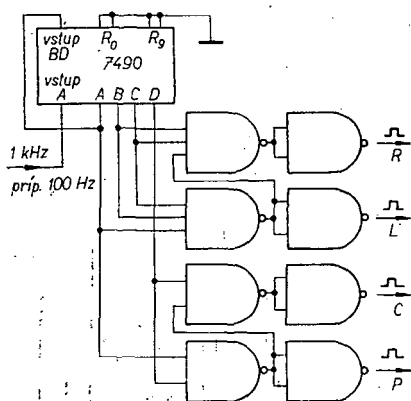 vstup BD
R0 R9
7490
vstup A
A B C D
1 kHz
príp. 100 Hz
R
L
C
P